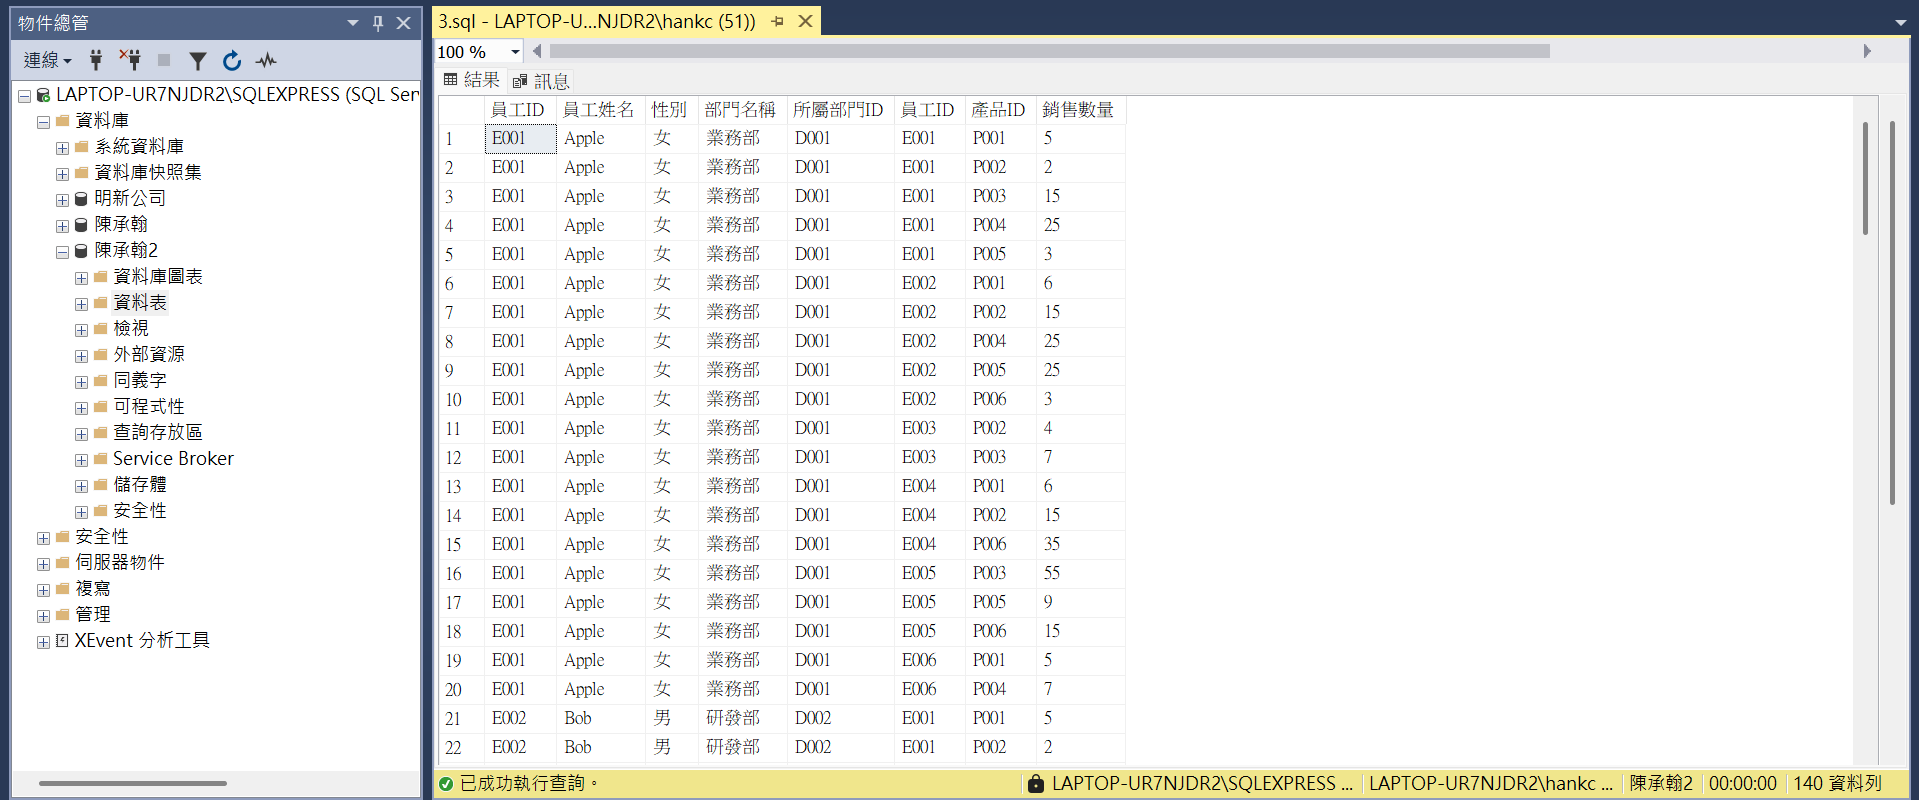 物件總管
連線
LAPTOP-UR7NJDR2\SQLEXPRESS (SQL Ser
資料庫
系統資料庫
資料庫快照集
明新公司
陳承翰
陳承翰2
資料庫圖表
資料表
檢視
外部資源
同義字
可程式性
查詢存放區
Service Broker
儲存體
安全性
安全性
伺服器物件
複寫
管理
XEvent 分析工具
3.sql - LAPTOP-U...NJDR2\hankc (51))
100 %
結果 訊息
員工ID 員工姓名 性別 部門名稱 所屬部門ID 員工ID 產品ID 銷售數量
1 E001 Apple 女 業務部 D001 E001 P001 5
2 E001 Apple 女 業務部 D001 E001 P002 2
3 E001 Apple 女 業務部 D001 E001 P003 15
4 E001 Apple 女 業務部 D001 E001 P004 25
5 E001 Apple 女 業務部 D001 E001 P005 3
6 E001 Apple 女 業務部 D001 E002 P001 6
7 E001 Apple 女 業務部 D001 E002 P002 15
8 E001 Apple 女 業務部 D001 E002 P004 25
9 E001 Apple 女 業務部 D001 E002 P005 25
10 E001 Apple 女 業務部 D001 E002 P006 3
11 E001 Apple 女 業務部 D001 E003 P002 4
12 E001 Apple 女 業務部 D001 E003 P003 7
13 E001 Apple 女 業務部 D001 E004 P001 6
14 E001 Apple 女 業務部 D001 E004 P002 15
15 E001 Apple 女 業務部 D001 E004 P006 35
16 E001 Apple 女 業務部 D001 E005 P003 55
17 E001 Apple 女 業務部 D001 E005 P005 9
18 E001 Apple 女 業務部 D001 E005 P006 15
19 E001 Apple 女 業務部 D001 E006 P001 5
20 E001 Apple 女 業務部 D001 E006 P004 7
21 E002 Bob 男 研發部 D002 E001 P001 5
22 E002 Bob 男 研發部 D002 E001 P002 2
已成功執行查詢。 LAPTOP-UR7NJDR2\SQLEXPRESS ... LAPTOP-UR7NJDR2\hankc ... 陳承翰2 00:00:00 140 資料列